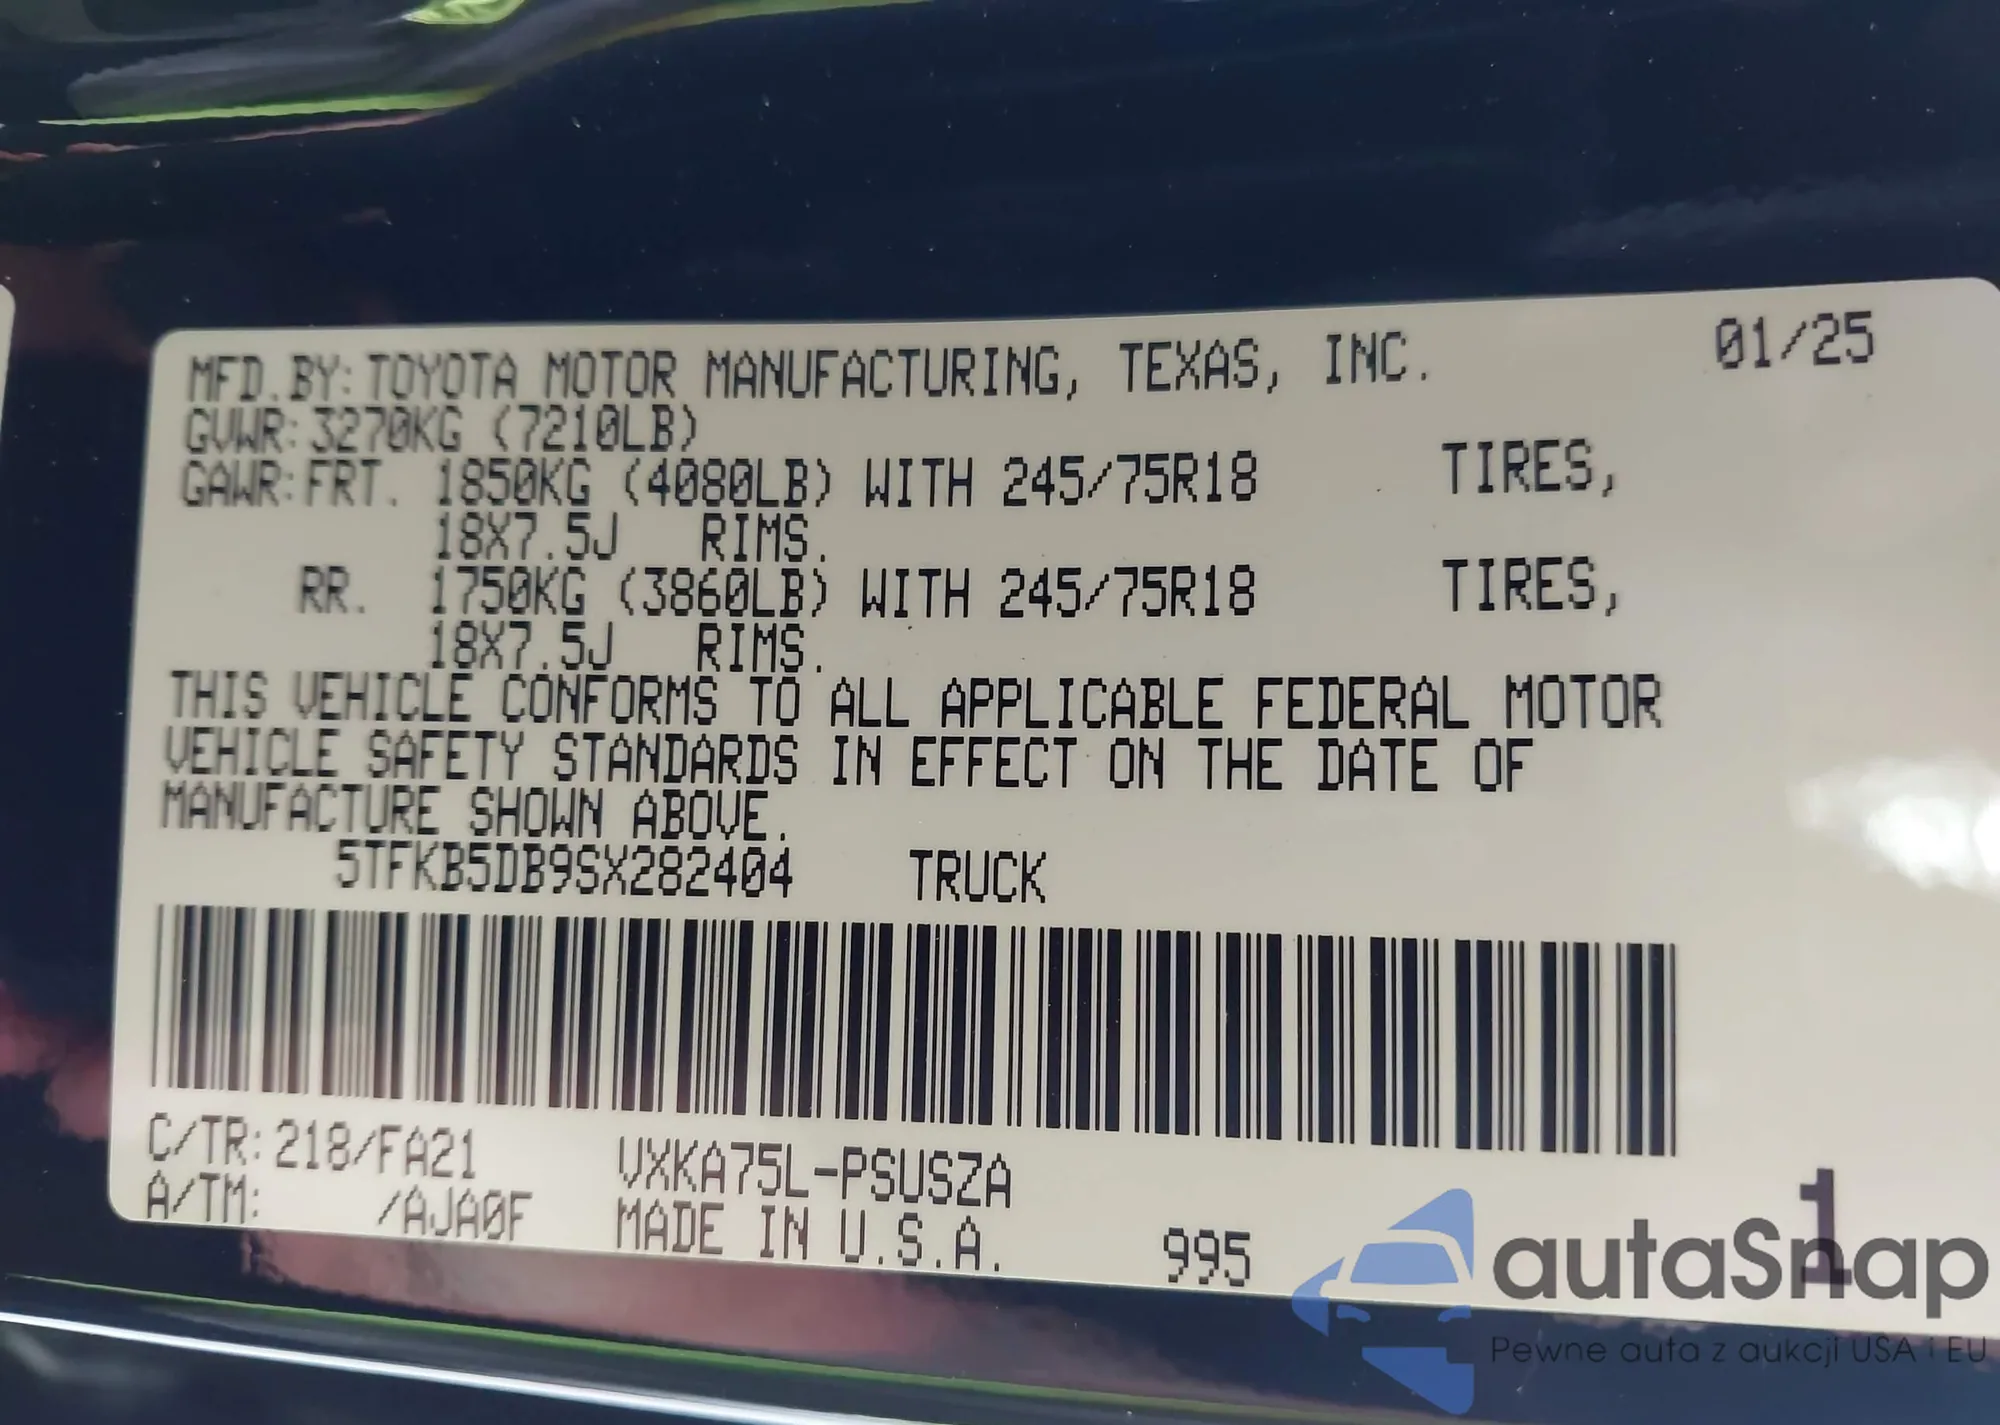 MFD.BY: TOYOTA MOTOR MANUFACTURING, TEXAS, INC. 01/25
GVWR: 3270KG (7210LB)
GAWR: FRT. 1850KG (4080LB) WITH 245/75R18 TIRES,
18X7.5J RIMS.
RR. 1750KG (3860LB) WITH 245/75R18 TIRES,
18X7.5J RIMS.
THIS VEHICLE CONFORMS TO ALL APPLICABLE FEDERAL MOTOR
VEHICLE SAFETY STANDARDS IN EFFECT ON THE DATE OF
MANUFACTURE SHOWN ABOVE.
5TFKB5DB9SX282404 TRUCK
C/TR: 218/FA21 VXKA75L-PSUSZA
A/TM: /AJA0F MADE IN U.S.A. 995
1
autaSnap
Pewne auta z aukcji USA i EU